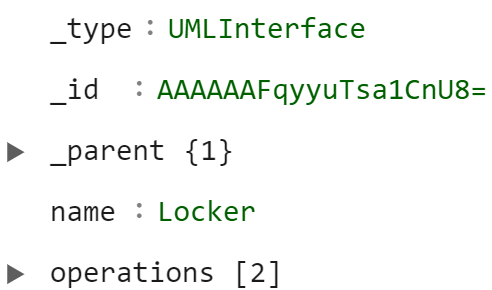 _type : UMLInterface
_id : AAAAAAFqyyuTsa1CnU8=
_parent {1}
name : Locker
operations [2]